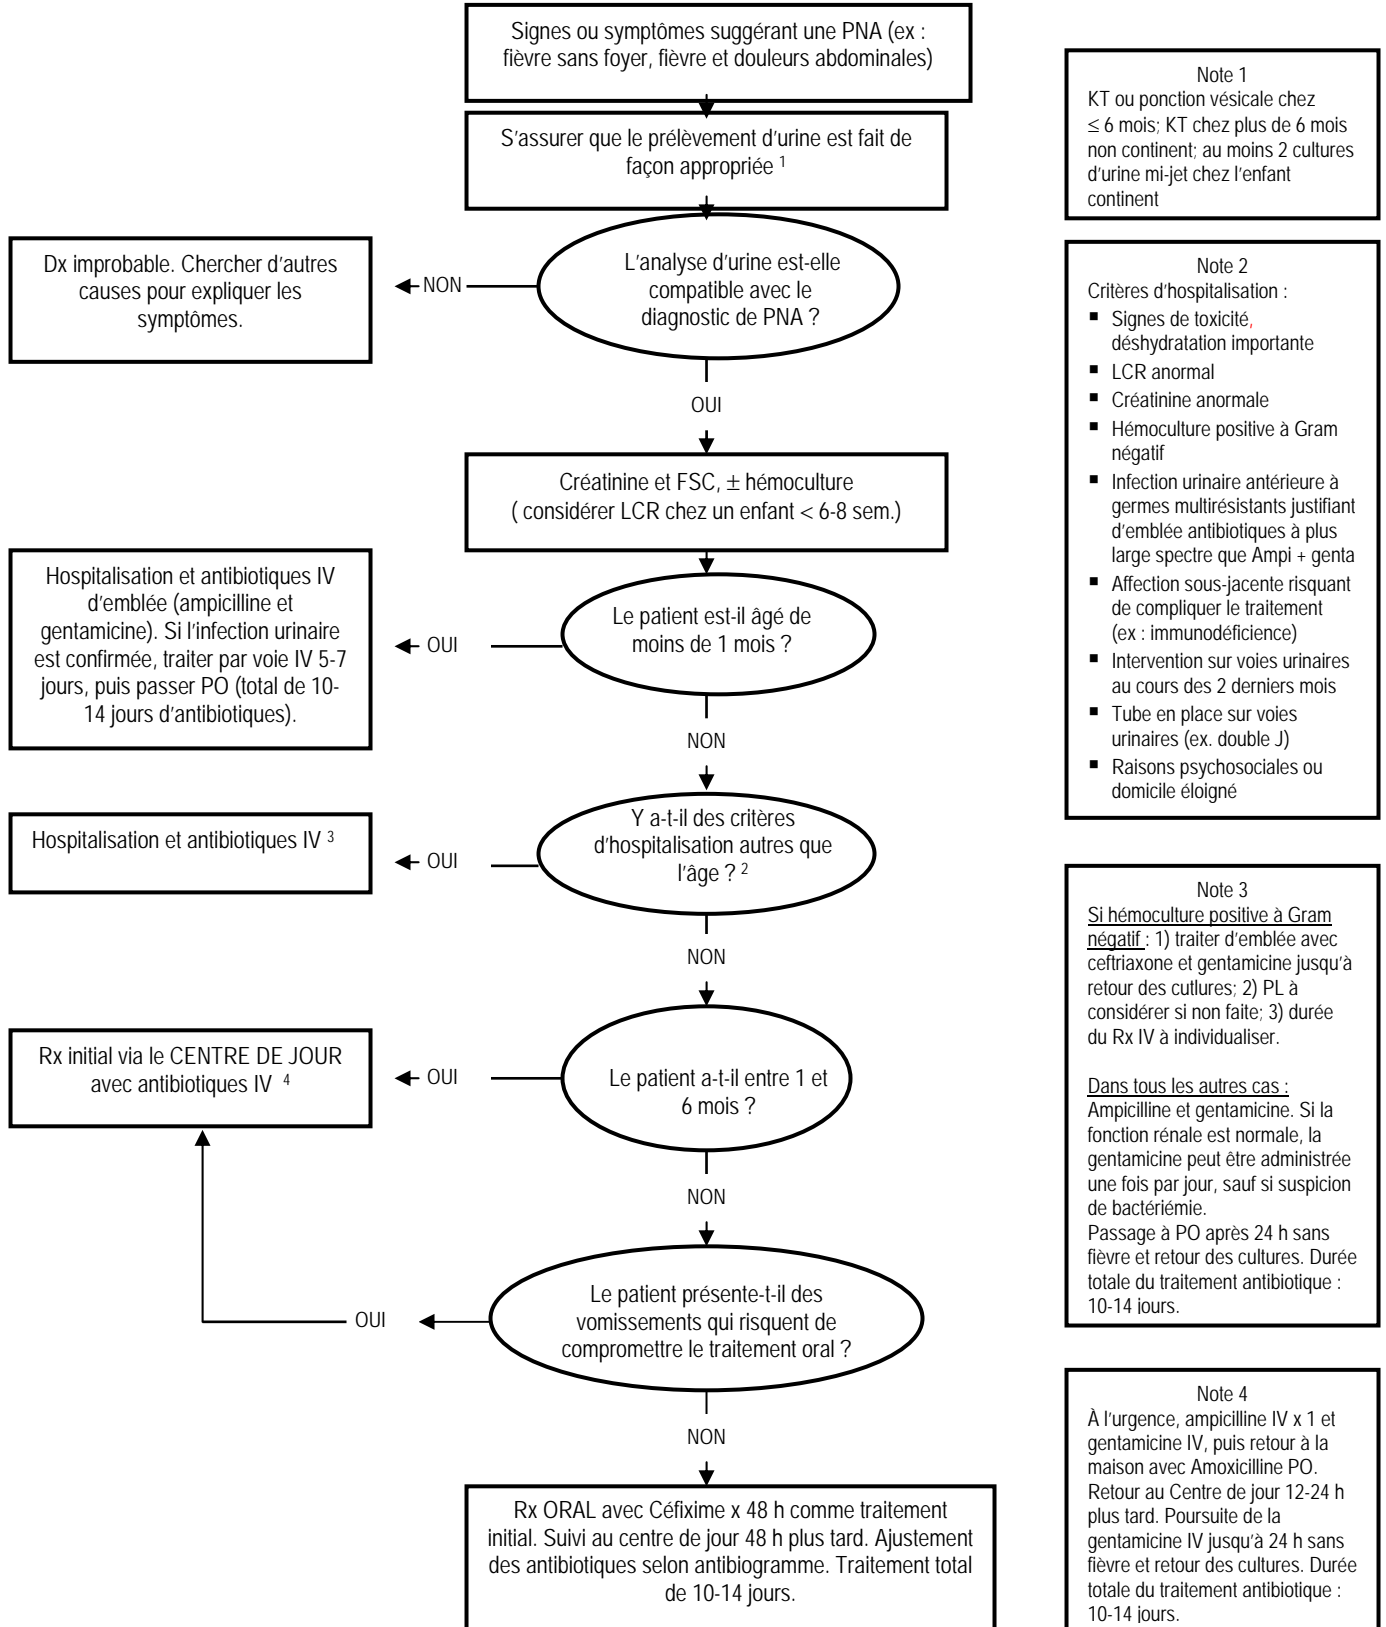 Signes ou symptômes suggérant une PNA (ex :
fièvre sans foyer, fièvre et douleurs abdominales)
S'assurer que le prélèvement d'urine est fait de
façon appropriée 1
L'analyse d'urine est-elle
compatible avec le
diagnostic de PNA ?
NON
Dx improbable. Chercher d'autres
causes pour expliquer les
symptômes.
OUI
Créatinine et FSC, ± hémoculture
( considérer LCR chez un enfant < 6-8 sem.)
Le patient est-il âgé de
moins de 1 mois ?
OUI
Hospitalisation et antibiotiques IV
d'emblée (ampicilline et
gentamicine). Si l'infection urinaire
est confirmée, traiter par voie IV 5-7
jours, puis passer PO (total de 10-
14 jours d'antibiotiques).
NON
Y a-t-il des critères
d'hospitalisation autres que
l'âge ? 2
OUI
Hospitalisation et antibiotiques IV 3
NON
Le patient a-t-il entre 1 et
6 mois ?
OUI
Rx initial via le CENTRE DE JOUR
avec antibiotiques IV 4
NON
Le patient présente-t-il des
vomissements qui risquent de
compromettre le traitement oral ?
OUI
NON
Rx ORAL avec Céfixime x 48 h comme traitement
initial. Suivi au centre de jour 48 h plus tard. Ajustement
des antibiotiques selon antibiogramme. Traitement total
de 10-14 jours.
Note 1
KT ou ponction vésicale chez
≤ 6 mois; KT chez plus de 6 mois
non continent; au moins 2 cultures
d'urine mi-jet chez l'enfant
continent
Note 2
Critères d'hospitalisation :
▪ Signes de toxicité,
déshydratation importante
▪ LCR anormal
▪ Créatinine anormale
▪ Hémoculture positive à Gram
négatif
▪ Infection urinaire antérieure à
germes multirésistants justifiant
d'emblée antibiotiques à plus
large spectre que Ampi + genta
▪ Affection sous-jacente risquant
de compliquer le traitement
(ex : immunodéficience)
▪ Intervention sur voies urinaires
au cours des 2 derniers mois
▪ Tube en place sur voies
urinaires (ex. double J)
▪ Raisons psychosociales ou
domicile éloigné
Note 3
Si hémoculture positive à Gram
négatif : 1) traiter d'emblée avec
ceftriaxone et gentamicine jusqu'à
retour des cutlures; 2) PL à
considérer si non faite; 3) durée
du Rx IV à individualiser.
Dans tous les autres cas :
Ampicilline et gentamicine. Si la
fonction rénale est normale, la
gentamicine peut être administrée
une fois par jour, sauf si suspicion
de bactériémie.
Passage à PO après 24 h sans
fièvre et retour des cultures. Durée
totale du traitement antibiotique :
10-14 jours.
Note 4
À l'urgence, ampicilline IV x 1 et
gentamicine IV, puis retour à la
maison avec Amoxicilline PO.
Retour au Centre de jour 12-24 h
plus tard. Poursuite de la
gentamicine IV jusqu'à 24 h sans
fièvre et retour des cultures. Durée
totale du traitement antibiotique :
10-14 jours.